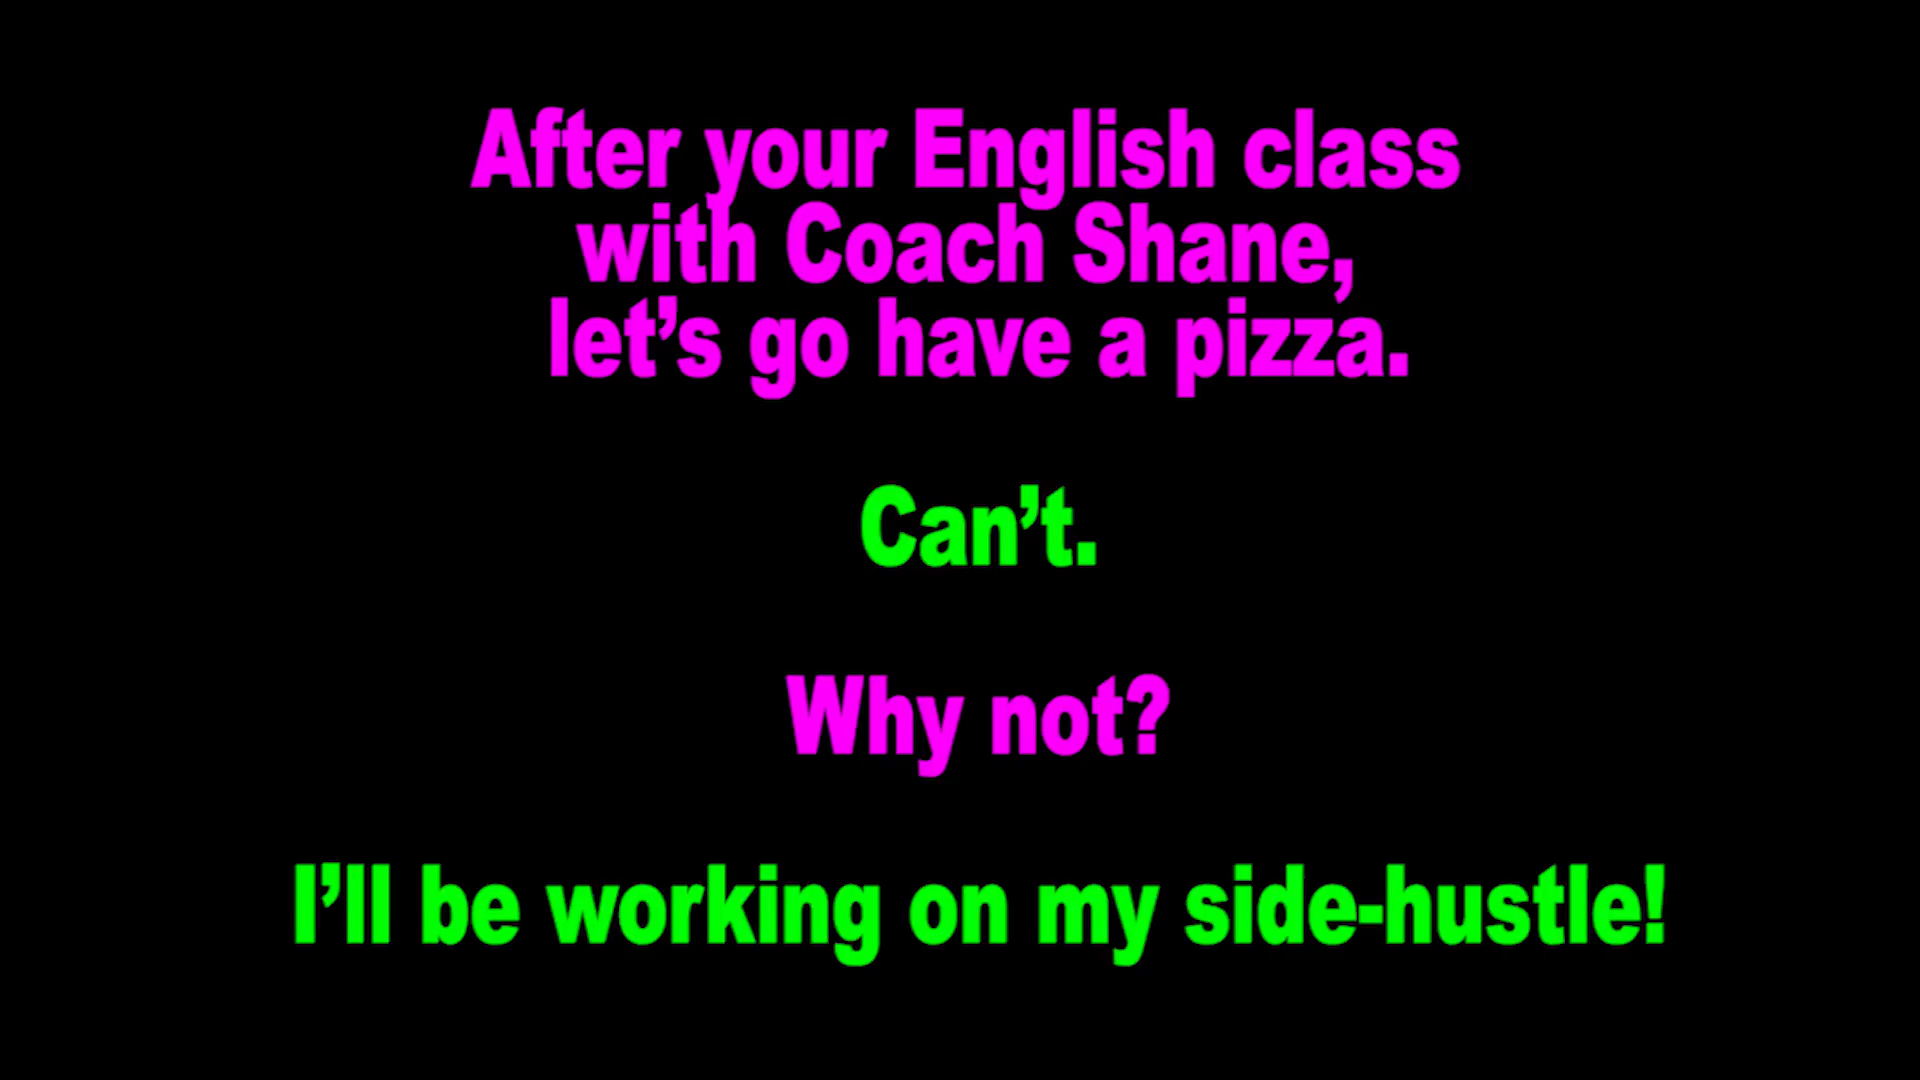 After your English class
with Coach Shane,
let’s go have a pizza.
Can’t.
Why not?
I’ll be working on my side-hustle!